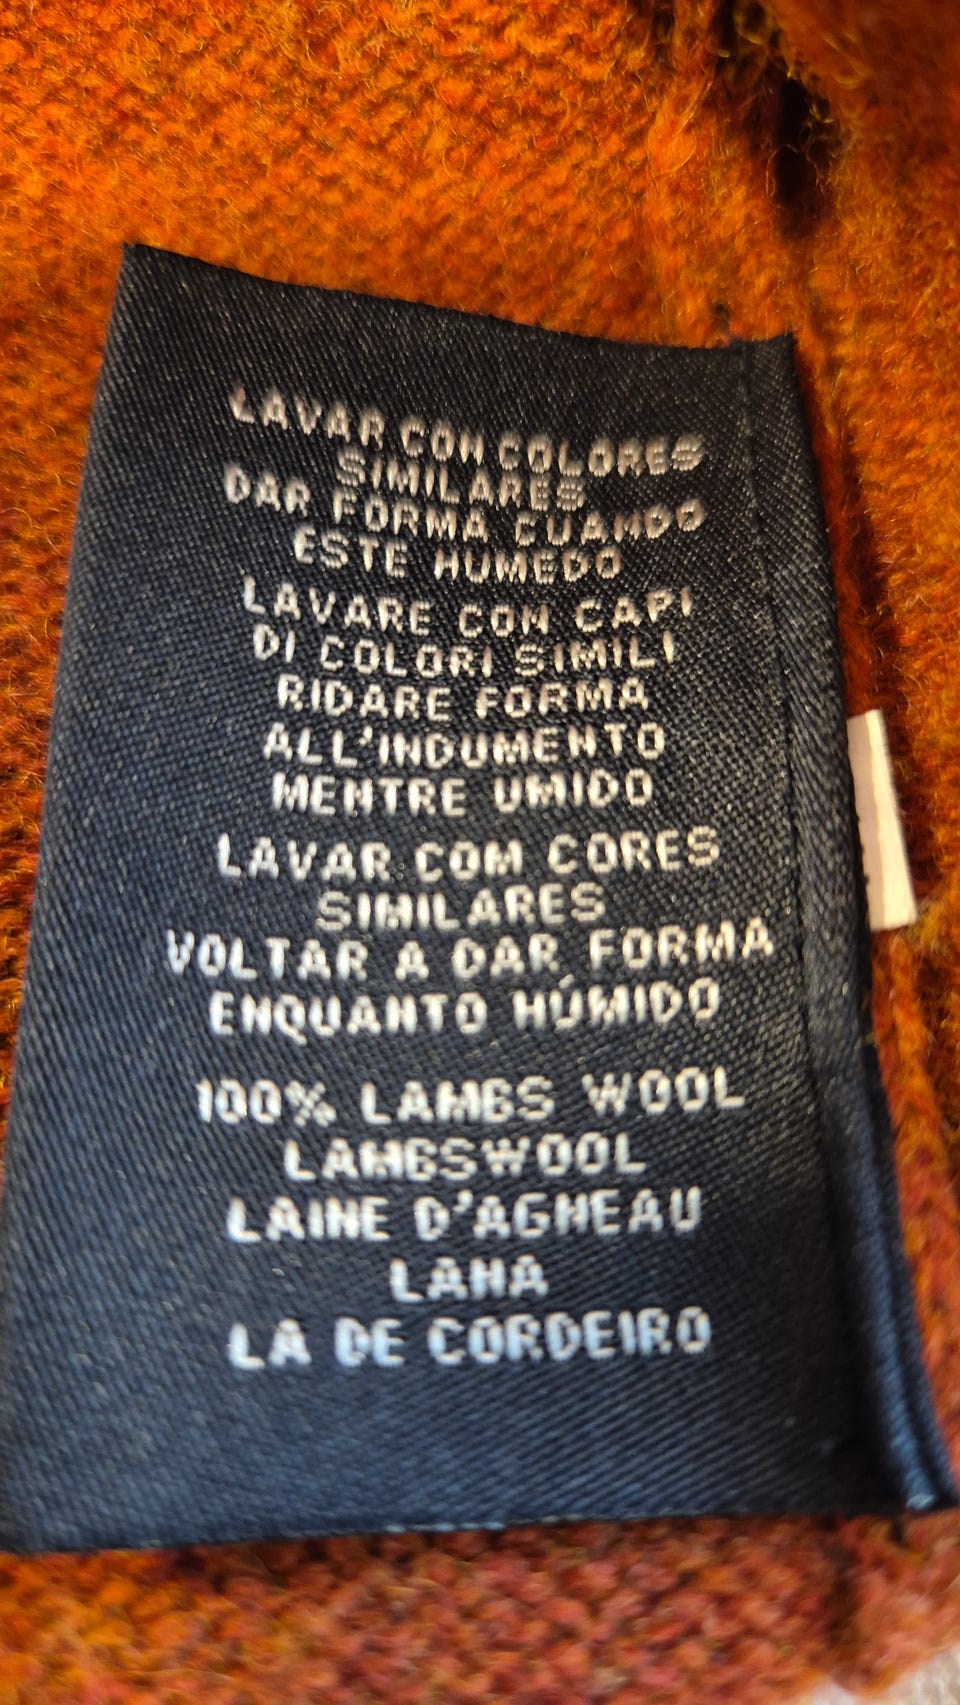 LAVAR CON COLORES
SIMILARES
DAR FORMA CUANDO
ESTE HUMEDO
LAVARE CON CAPI
DI COLORI SIMILI
RIDARE FORMA
ALL'INDUMENTO
MENTRE UMIDO
LAVAR COM CORES
SIMILARES
VOLTAR A DAR FORMA
ENQUANTO HÚMIDO
100% LAMBS WOOL
LAMBSWOOL
LAINE D'AGNEAU
LANA
LA DE CORDEIRO